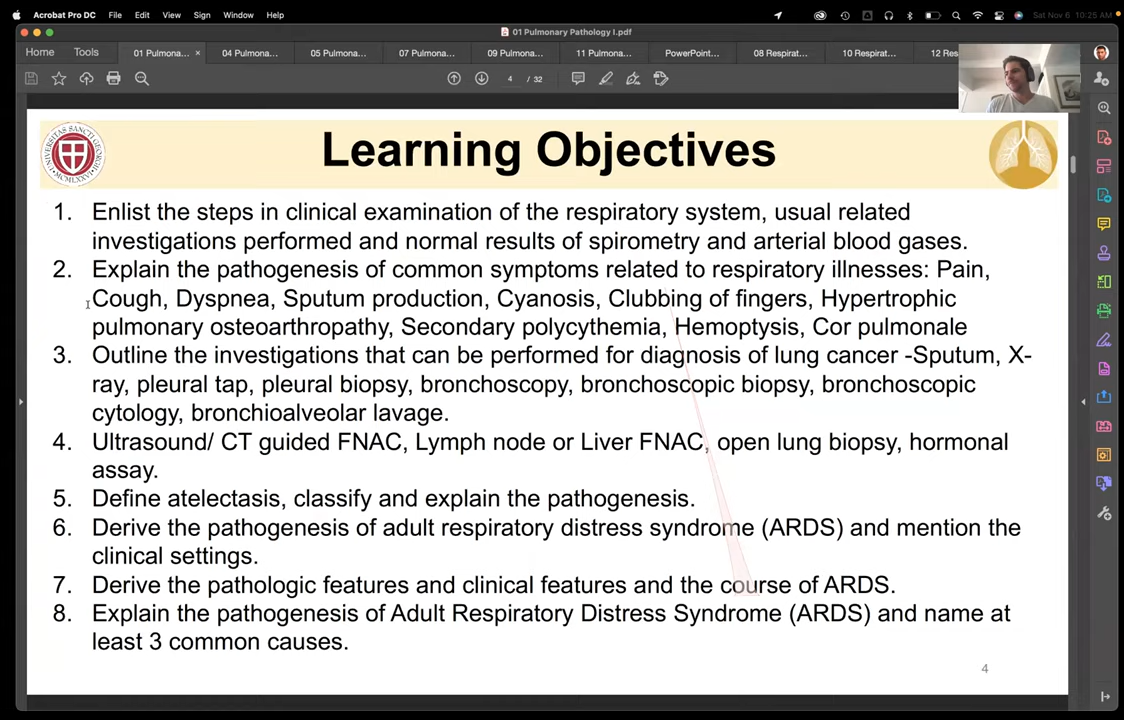 Acrobat Pro DC File Edit View Sign Window Help Sat Nov 6 10:25 AM
01 Pulmonary Pathology I.pdf
Home Tools 01 Pulmona... × 04 Pulmona... 05 Pulmona... 07 Pulmona... 09 Pulmona... 11 Pulmona... PowerPoint... 08 Respirat... 10 Respirat... 12 Res
4 / 32
Learning Objectives
1. Enlist the steps in clinical examination of the respiratory system, usual related
investigations performed and normal results of spirometry and arterial blood gases.
2. Explain the pathogenesis of common symptoms related to respiratory illnesses: Pain,
Cough, Dyspnea, Sputum production, Cyanosis, Clubbing of fingers, Hypertrophic
pulmonary osteoarthropathy, Secondary polycythemia, Hemoptysis, Cor pulmonale
3. Outline the investigations that can be performed for diagnosis of lung cancer -Sputum, X-
ray, pleural tap, pleural biopsy, bronchoscopy, bronchoscopic biopsy, bronchoscopic
cytology, bronchioalveolar lavage.
4. Ultrasound/ CT guided FNAC, Lymph node or Liver FNAC, open lung biopsy, hormonal
assay.
5. Define atelectasis, classify and explain the pathogenesis.
6. Derive the pathogenesis of adult respiratory distress syndrome (ARDS) and mention the
clinical settings.
7. Derive the pathologic features and clinical features and the course of ARDS.
8. Explain the pathogenesis of Adult Respiratory Distress Syndrome (ARDS) and name at
least 3 common causes.
4